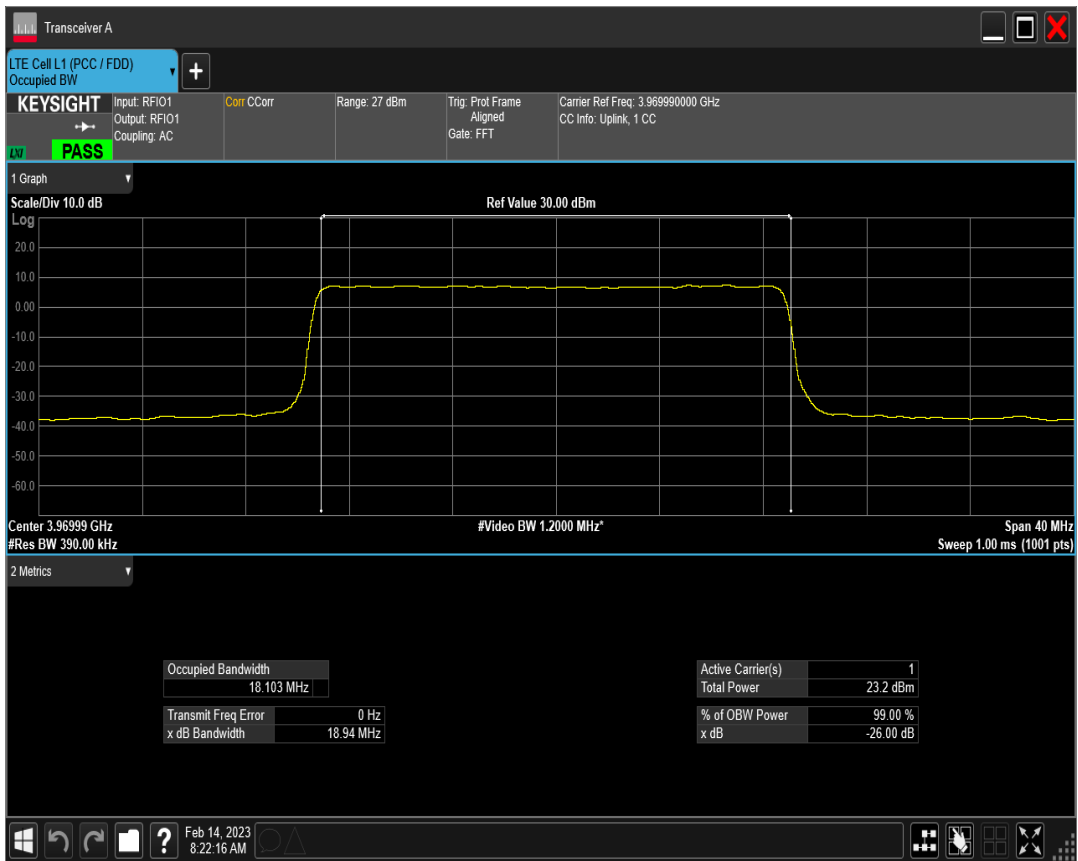 Transceiver A
LTE Cell L1 (PCC / FDD)
Occupied BW
+
KEYSIGHT
LXI
PASS
Input: RFIO1
Output: RFIO1
Coupling: AC
Corr CCorr
Range: 27 dBm
Trig: Prot Frame
Aligned
Gate: FFT
Carrier Ref Freq: 3.969990000 GHz
CC Info: Uplink, 1 CC
1 Graph
Scale/Div 10.0 dB
Ref Value 30.00 dBm
Log
20.0
10.0
0.00
-10.0
-20.0
-30.0
-40.0
-50.0
-60.0
Center 3.96999 GHz
#Video BW 1.2000 MHz*
Span 40 MHz
#Res BW 390.00 kHz
Sweep 1.00 ms (1001 pts)
2 Metrics
Occupied Bandwidth
18.103 MHz
Transmit Freq Error 0 Hz
x dB Bandwidth 18.94 MHz
Active Carrier(s) 1
Total Power 23.2 dBm
% of OBW Power 99.00 %
x dB -26.00 dB
?
Feb 14, 2023
8:22:16 AM